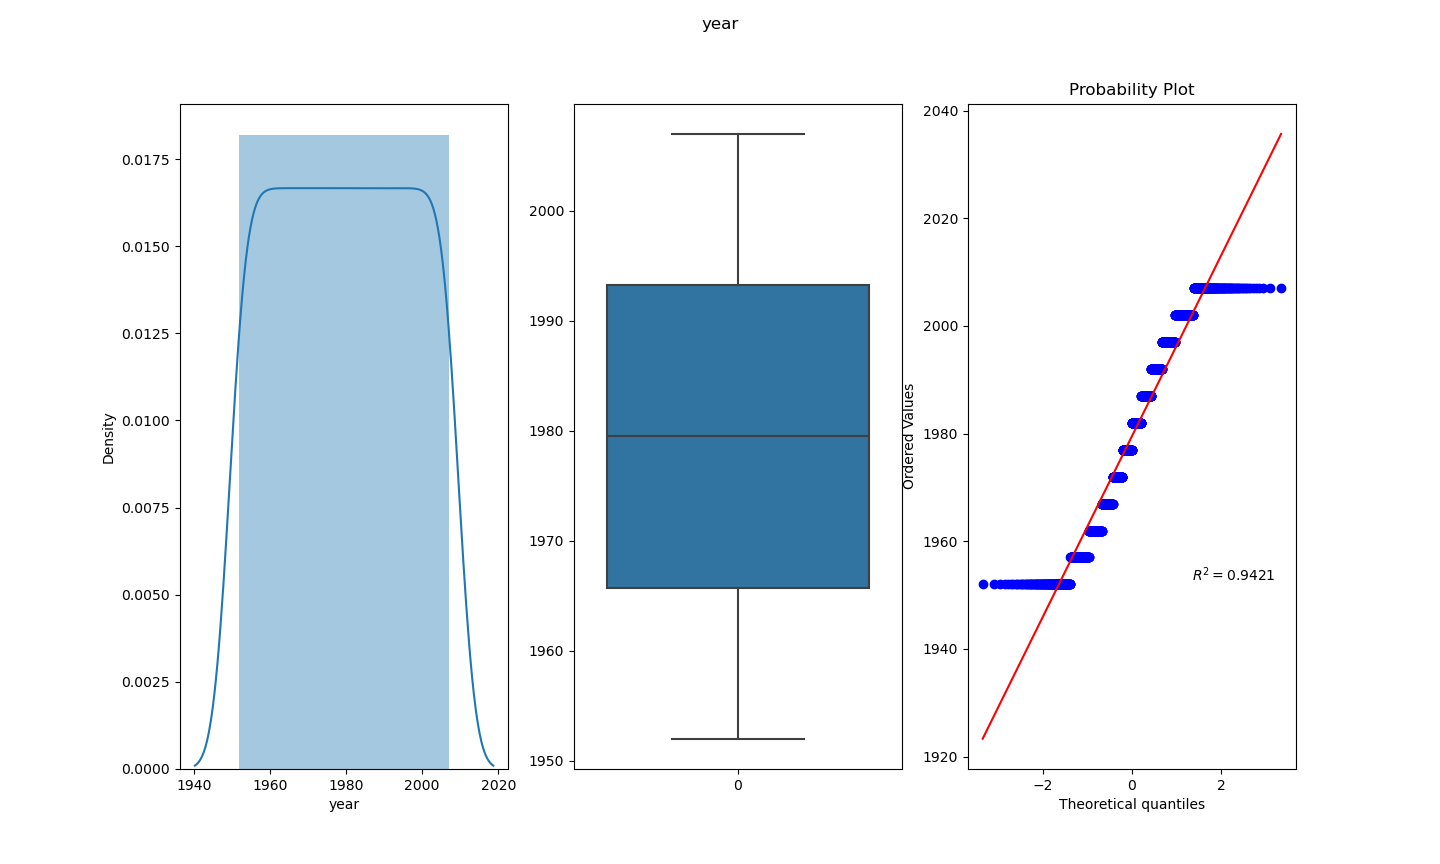 year
Density
0.0175
0.0150
0.0125
0.0100
0.0075
0.0050
0.0025
0.0000
1940 1960 1980 2000 2020
year
2000
1990
1980
1970
1960
1950
0
Probability Plot
Ordered Values
2040
2020
2000
1980
1960
1940
1920
R² = 0.9421
−2 0 2
Theoretical quantiles